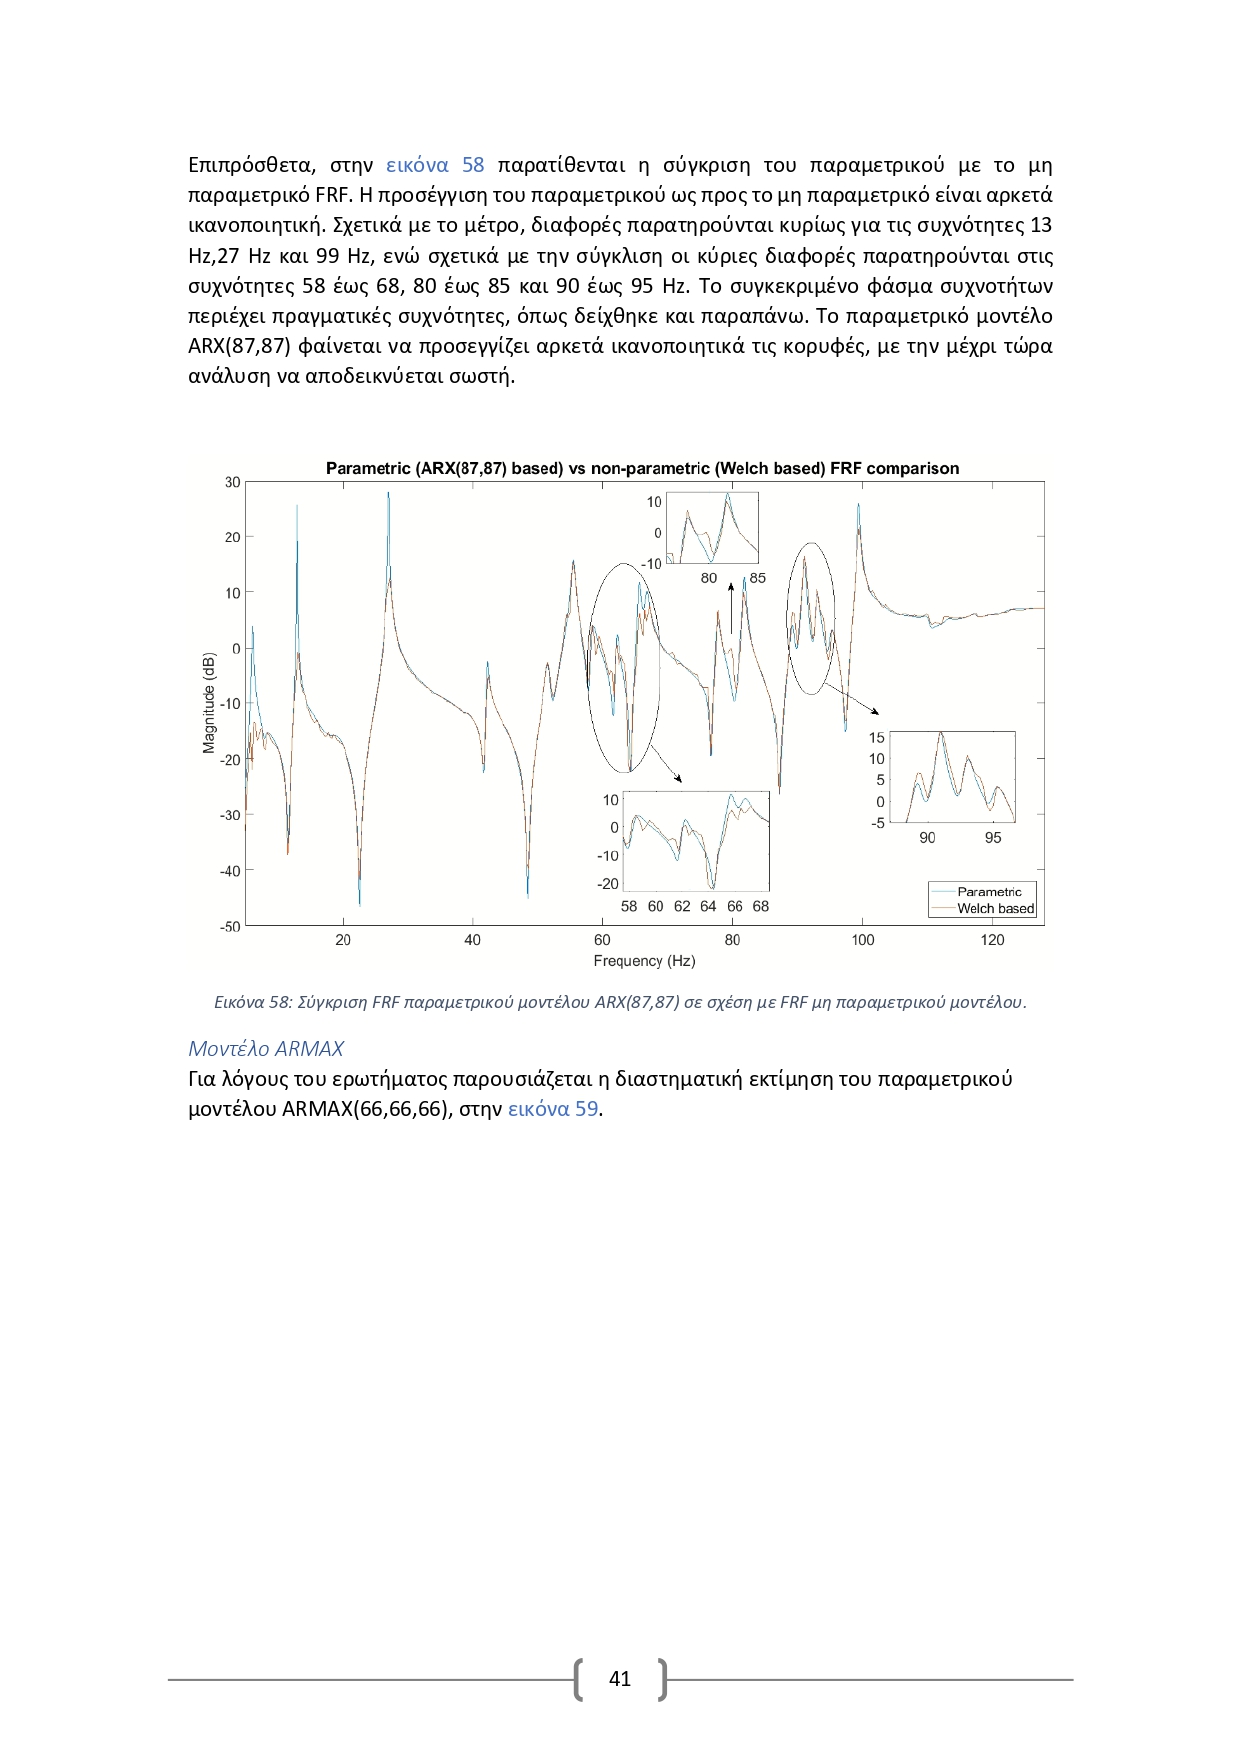 Επιπρόσθετα, στην εικόνα 58 παρατίθενται η σύγκριση του παραμετρικού με το μη
παραμετρικό FRF. Η προσέγγιση του παραμετρικού ως προς το μη παραμετρικό είναι αρκετά
ικανοποιητική. Σχετικά με το μέτρο, διαφορές παρατηρούνται κυρίως για τις συχνότητες 13
Hz,27 Hz και 99 Hz, ενώ σχετικά με την σύγκλιση οι κύριες διαφορές παρατηρούνται στις
συχνότητες 58 έως 68, 80 έως 85 και 90 έως 95 Hz. Το συγκεκριμένο φάσμα συχνοτήτων
περιέχει πραγματικές συχνότητες, όπως δείχθηκε και παραπάνω. Το παραμετρικό μοντέλο
ARX(87,87) φαίνεται να προσεγγίζει αρκετά ικανοποιητικά τις κορυφές, με την μέχρι τώρα
ανάλυση να αποδεικνύεται σωστή.
Parametric (ARX(87,87) based) vs non-parametric (Welch based) FRF comparison
30
20
10
0
-10
-20
-30
-40
-50
Magnitude (dB)
10
0
-10
80 85
15
10
5
0
-5
90 95
10
0
-10
-20
58 60 62 64 66 68
Parametric
Welch based
20 40 60 80 100 120
Frequency (Hz)
Εικόνα 58: Σύγκριση FRF παραμετρικού μοντέλου ARX(87,87) σε σχέση με FRF μη παραμετρικού μοντέλου.
Μοντέλο ARMAX
Για λόγους του ερωτήματος παρουσιάζεται η διαστηματική εκτίμηση του παραμετρικού
μοντέλου ARMAX(66,66,66), στην εικόνα 59.
41